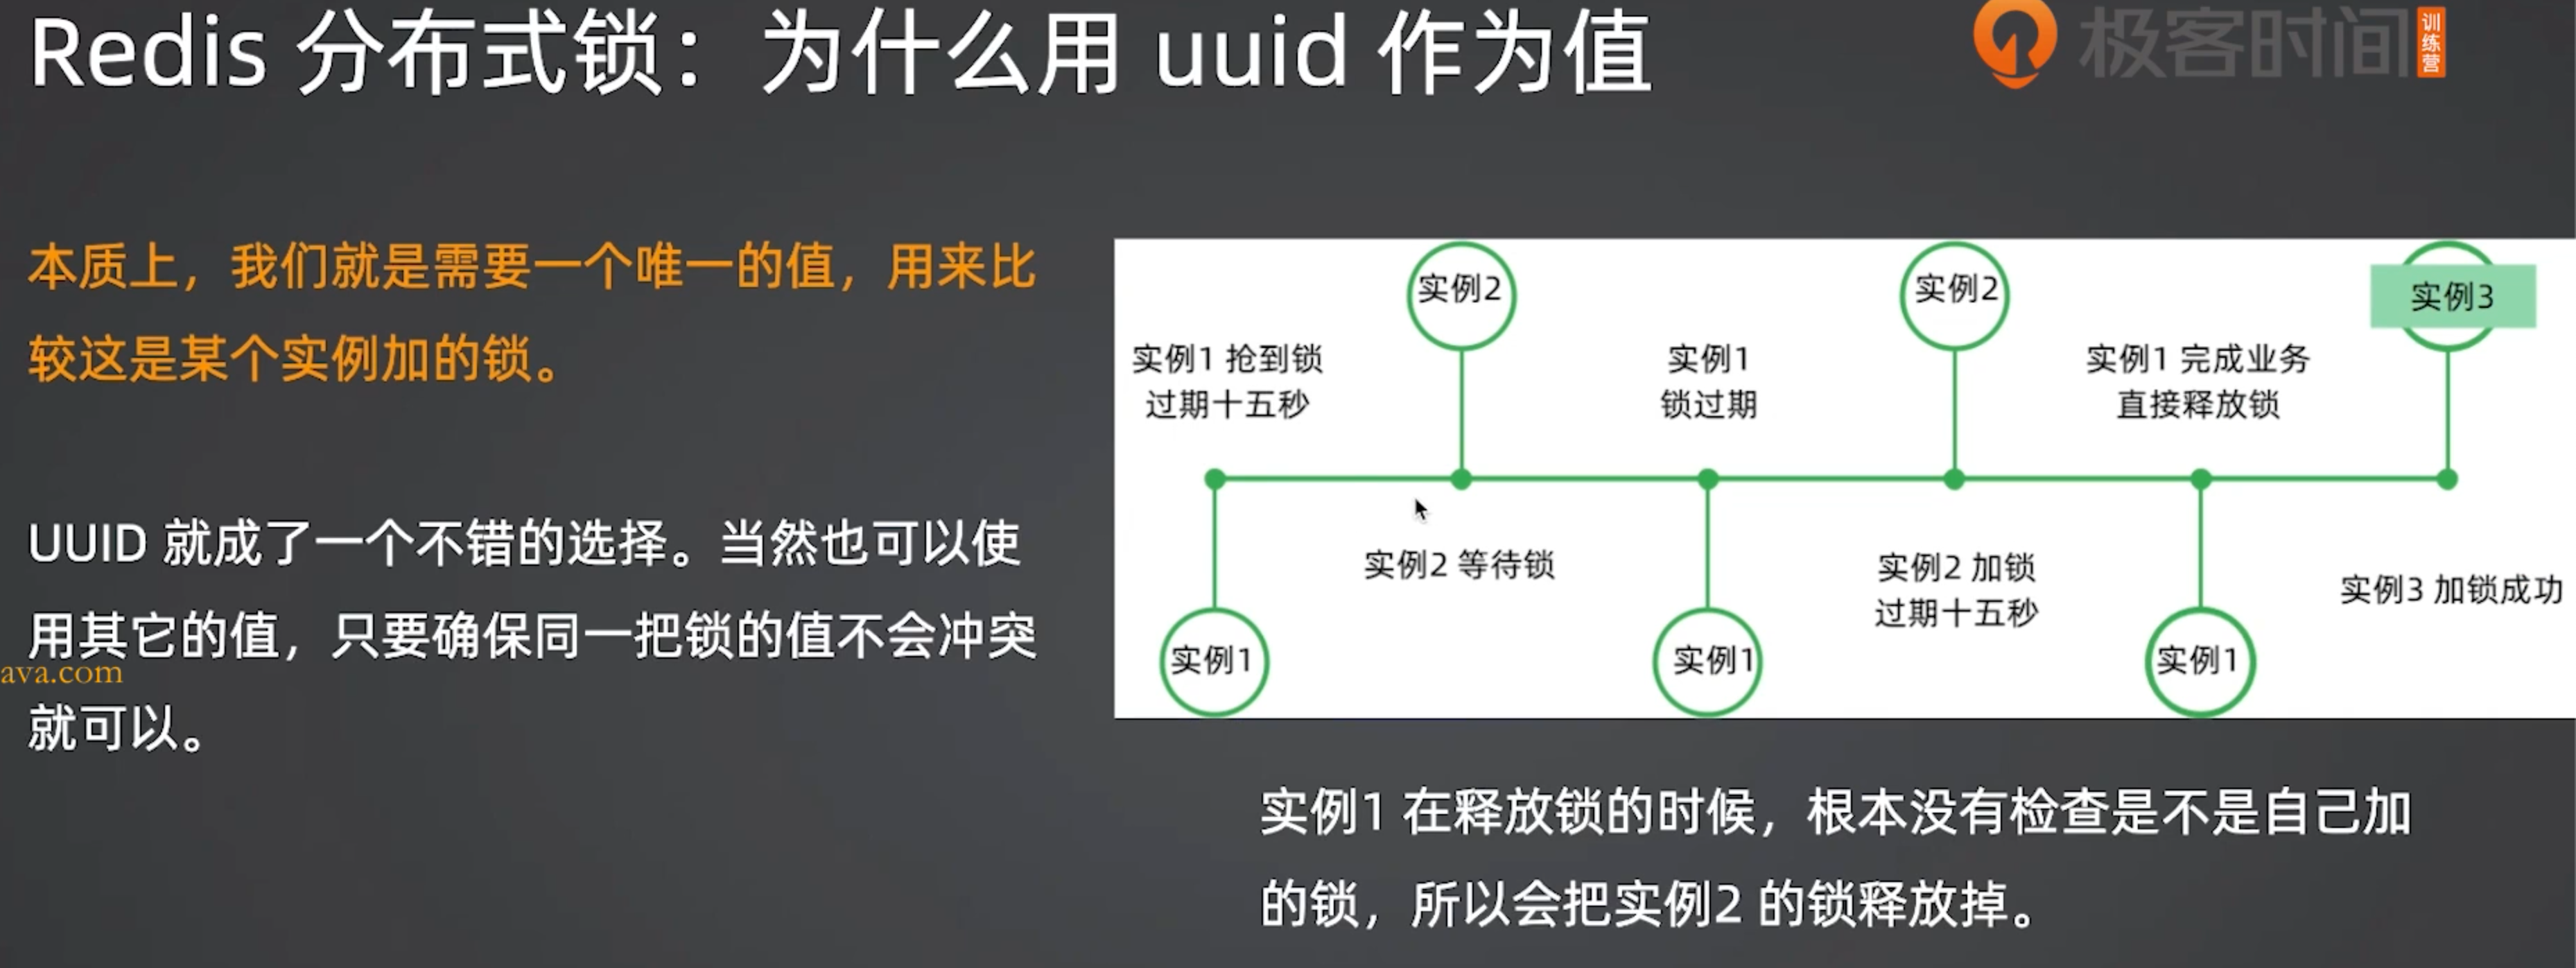 Redis 分布式锁：为什么用 uuid 作为值
极客时间
训练营
本质上，我们就是需要一个唯一的值，用来比
较这是某个实例加的锁。
UUID 就成了一个不错的选择。当然也可以使
用其它的值，只要确保同一把锁的值不会冲突
ava.com
就可以。
实例2
实例2
实例3
实例1 抢到锁
过期十五秒
实例1
锁过期
实例1 完成业务
直接释放锁
实例2 等待锁
实例2 加锁
过期十五秒
实例3 加锁成功
实例1
实例1
实例1
实例1 在释放锁的时候，根本没有检查是不是自己加
的锁，所以会把实例2 的锁释放掉。